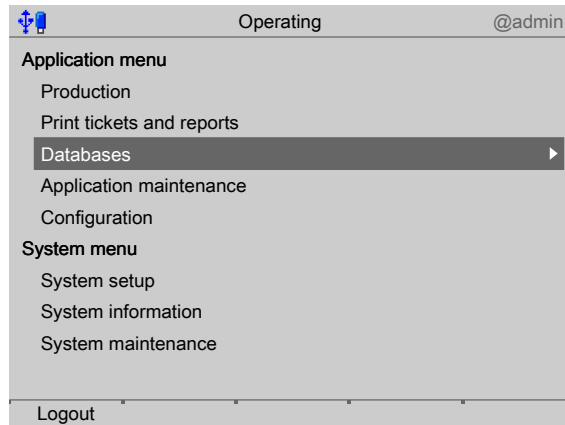 Operating
@admin
Application menu
Production
Print tickets and reports
Databases
Application maintenance
Configuration
System menu
System setup
System information
System maintenance
Logout